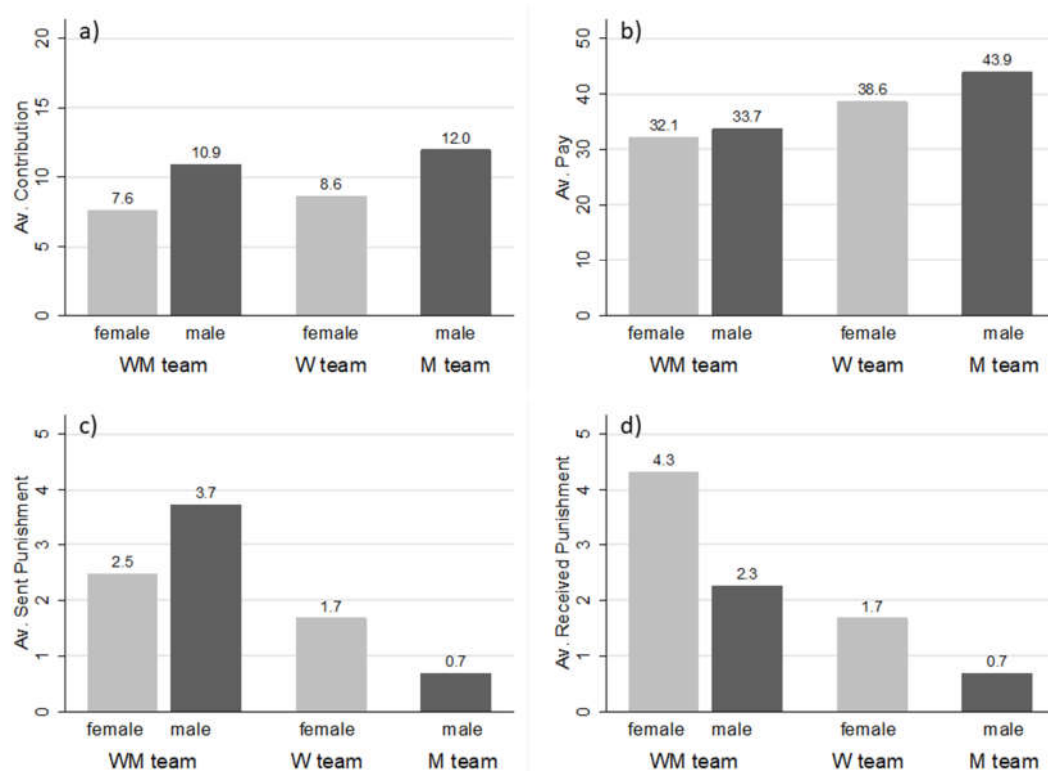 a)
Av. Contribution
20
15
10
5
0
7.6
10.9
8.6
12.0
female male female male
WM team W team M team
b)
Av. Pay
50
40
30
20
10
0
32.1
33.7
38.6
43.9
female male female male
WM team W team M team
c)
Av. Sent Punishment
5
4
3
2
1
0
2.5
3.7
1.7
0.7
female male female male
WM team W team M team
d)
Av. Received Punishment
5
4
3
2
1
0
4.3
2.3
1.7
0.7
female male female male
WM team W team M team